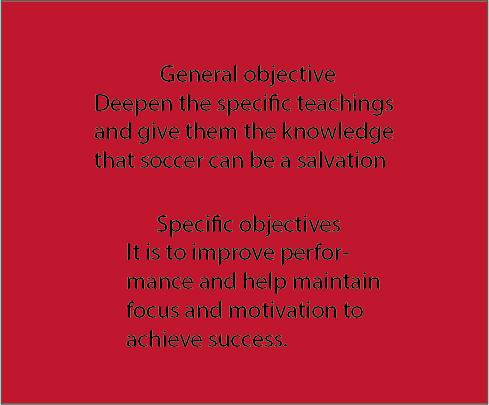 General objective
Deepen the specific teachings
and give them the knowledge
that soccer can be a salvation
Specific objectives
It is to improve perfor-
mance and help maintain
focus and motivation to
achieve success.